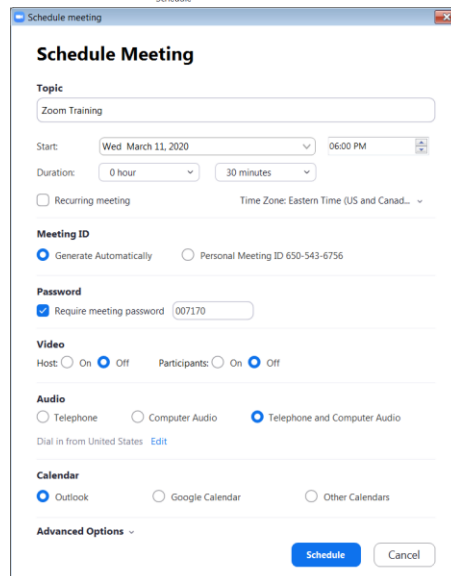 Schedule
Schedule meeting
Schedule Meeting
Topic
Zoom Training
Start: Wed March 11, 2020 06:00 PM
Duration: 0 hour 30 minutes
Recurring meeting Time Zone: Eastern Time (US and Canad...
Meeting ID
Generate Automatically Personal Meeting ID 650-543-6756
Password
Require meeting password 007170
Video
Host: On Off Participants: On Off
Audio
Telephone Computer Audio Telephone and Computer Audio
Dial in from United States Edit
Calendar
Outlook Google Calendar Other Calendars
Advanced Options
Schedule Cancel